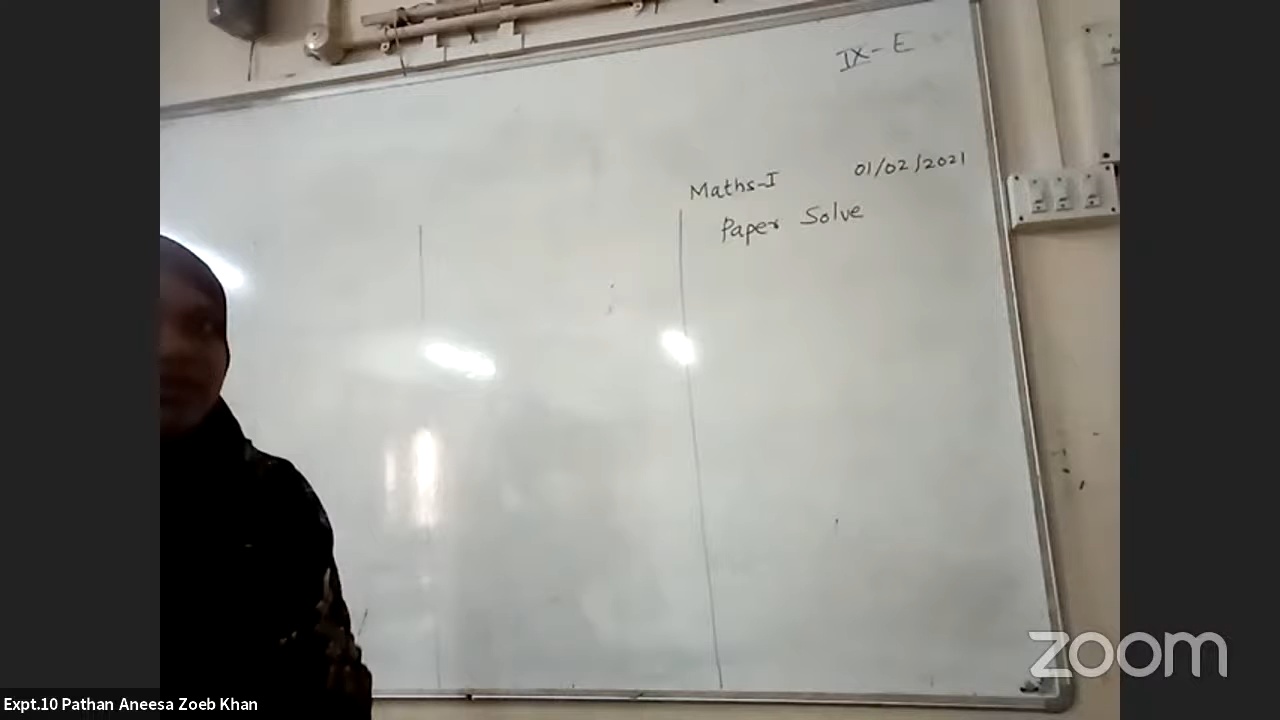 IX-E
Maths-I 01/02/2021
Paper Solve
zoom
Expt.10 Pathan Aneesa Zoeb Khan